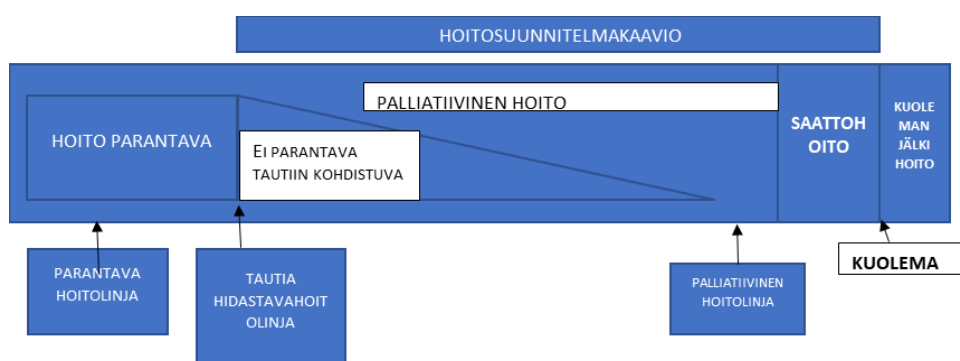 HOITOSUUNNITELMAKAAVIO
PALLIATIIVINEN HOITO
HOITO PARANTAVA
EI PARANTAVA
TAUTIIN KOHDISTUVA
SAATTOH
OITO
KUOLE
MAN
JÄLKI
HOITO
PARANTAVA
HOITOLINJA
TAUTIA
HIDASTAVAHOIT
OLINJA
PALLIATIIVINEN
HOITOLINJA
KUOLEMA